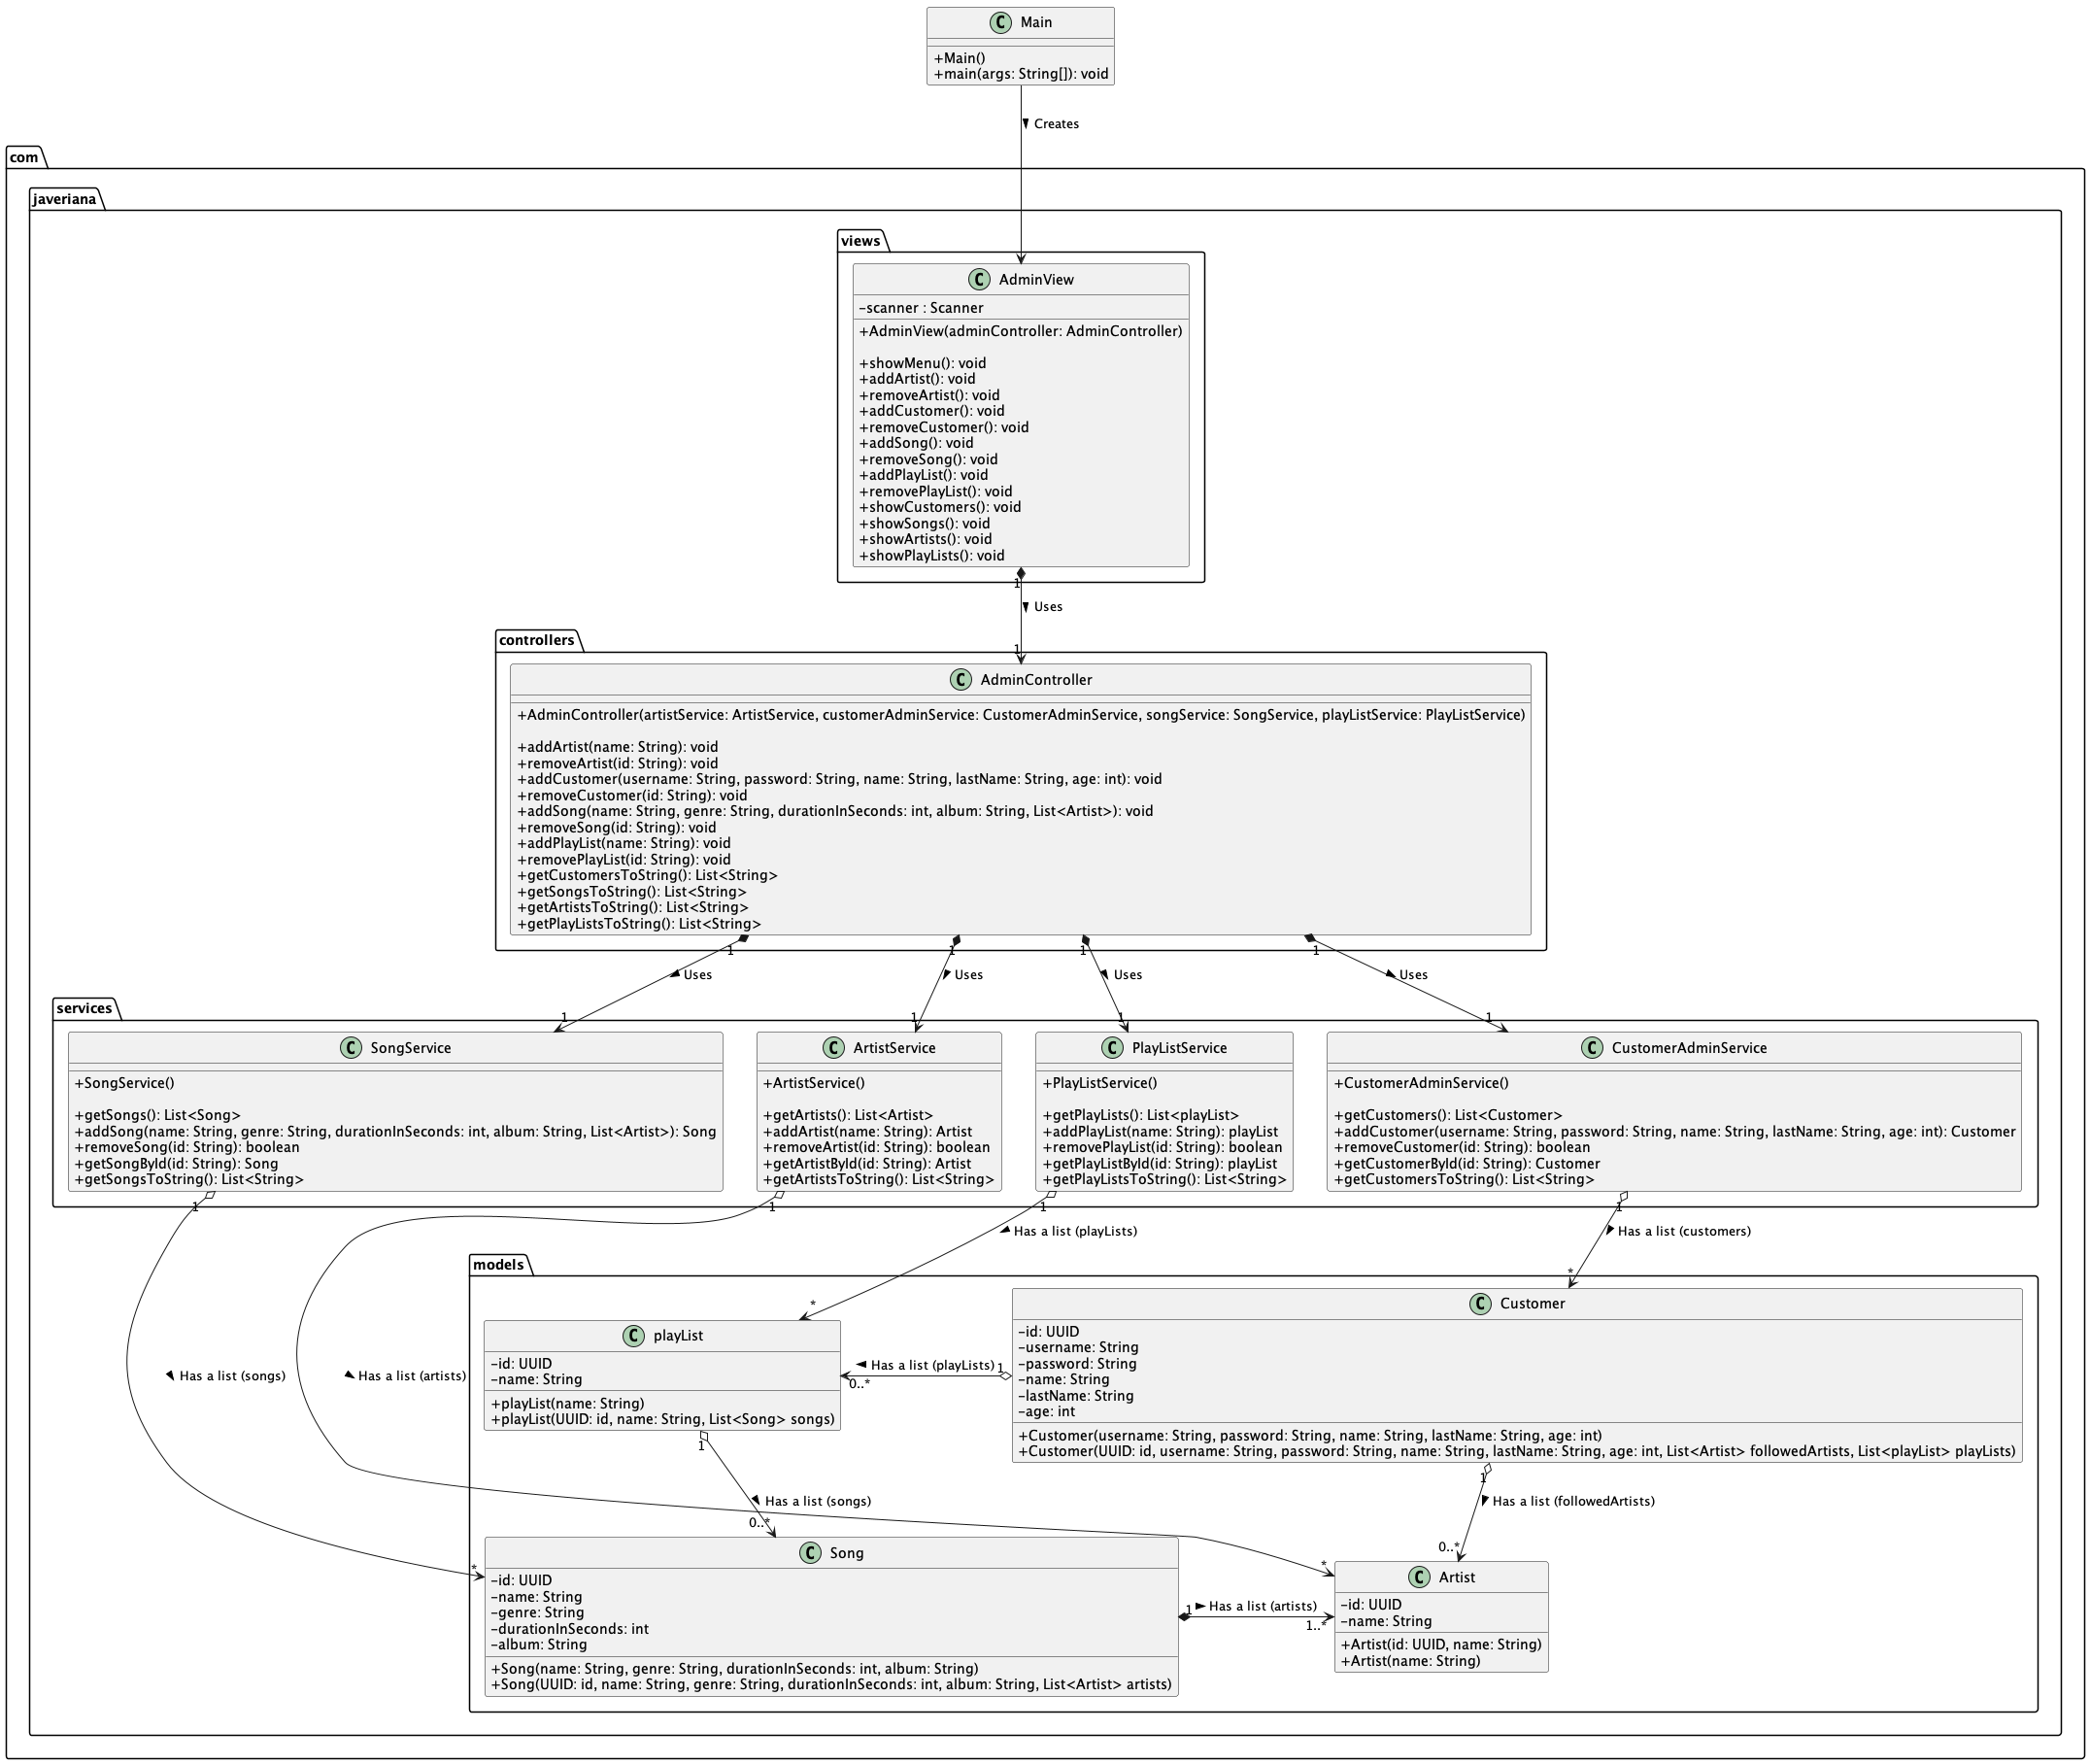 C Main
+Main()
+main(args: String[]): void
Creates
com
javeriana
views
C AdminView
-scanner : Scanner
+AdminView(adminController: AdminController)
+showMenu(): void
+addArtist(): void
+removeArtist(): void
+addCustomer(): void
+removeCustomer(): void
+addSong(): void
+removeSong(): void
+addPlayList(): void
+removePlayList(): void
+showCustomers(): void
+showSongs(): void
+showArtists(): void
+showPlayLists(): void
1
Uses
1
controllers
C AdminController
+AdminController(artistService: ArtistService, customerAdminService: CustomerAdminService, songService: SongService, playListService: PlayListService)
+addArtist(name: String): void
+removeArtist(id: String): void
+addCustomer(username: String, password: String, name: String, lastName: String, age: int): void
+removeCustomer(id: String): void
+addSong(name: String, genre: String, durationInSeconds: int, album: String, List<Artist>): void
+removeSong(id: String): void
+addPlayList(name: String): void
+removePlayList(id: String): void
+getCustomersToString(): List<String>
+getSongsToString(): List<String>
+getArtistsToString(): List<String>
+getPlayListsToString(): List<String>
1 1 1 1
Uses Uses Uses Uses
1 1 1 1
services
C SongService
+SongService()
+getSongs(): List<Song>
+addSong(name: String, genre: String, durationInSeconds: int, album: String, List<Artist>): Song
+removeSong(id: String): boolean
+getSongById(id: String): Song
+getSongsToString(): List<String>
C ArtistService
+ArtistService()
+getArtists(): List<Artist>
+addArtist(name: String): Artist
+removeArtist(id: String): boolean
+getArtistById(id: String): Artist
+getArtistsToString(): List<String>
C PlayListService
+PlayListService()
+getPlayLists(): List<playList>
+addPlayList(name: String): playList
+removePlayList(id: String): boolean
+getPlayListById(id: String): playList
+getPlayListsToString(): List<String>
C CustomerAdminService
+CustomerAdminService()
+getCustomers(): List<Customer>
+addCustomer(username: String, password: String, name: String, lastName: String, age: int): Customer
+removeCustomer(id: String): boolean
+getCustomerById(id: String): Customer
+getCustomersToString(): List<String>
1 1 1 1
Has a list (playLists)
Has a list (customers)
models
* *
C playList
-id: UUID
-name: String
+playList(name: String)
+playList(UUID: id, name: String, List<Song> songs)
Has a list (playLists) 1
0..*
C Customer
-id: UUID
-username: String
-password: String
-name: String
-lastName: String
-age: int
+Customer(username: String, password: String, name: String, lastName: String, age: int)
+Customer(UUID: id, username: String, password: String, name: String, lastName: String, age: int, List<Artist> followedArtists, List<playList> playLists)
Has a list (songs)
Has a list (artists)
1
Has a list (songs)
0..*
1
Has a list (followedArtists)
0..*
*
*
C Song
-id: UUID
-name: String
-genre: String
-durationInSeconds: int
-album: String
+Song(name: String, genre: String, durationInSeconds: int, album: String)
+Song(UUID: id, name: String, genre: String, durationInSeconds: int, album: String, List<Artist> artists)
1 Has a list (artists)
1..*
C Artist
-id: UUID
-name: String
+Artist(id: UUID, name: String)
+Artist(name: String)